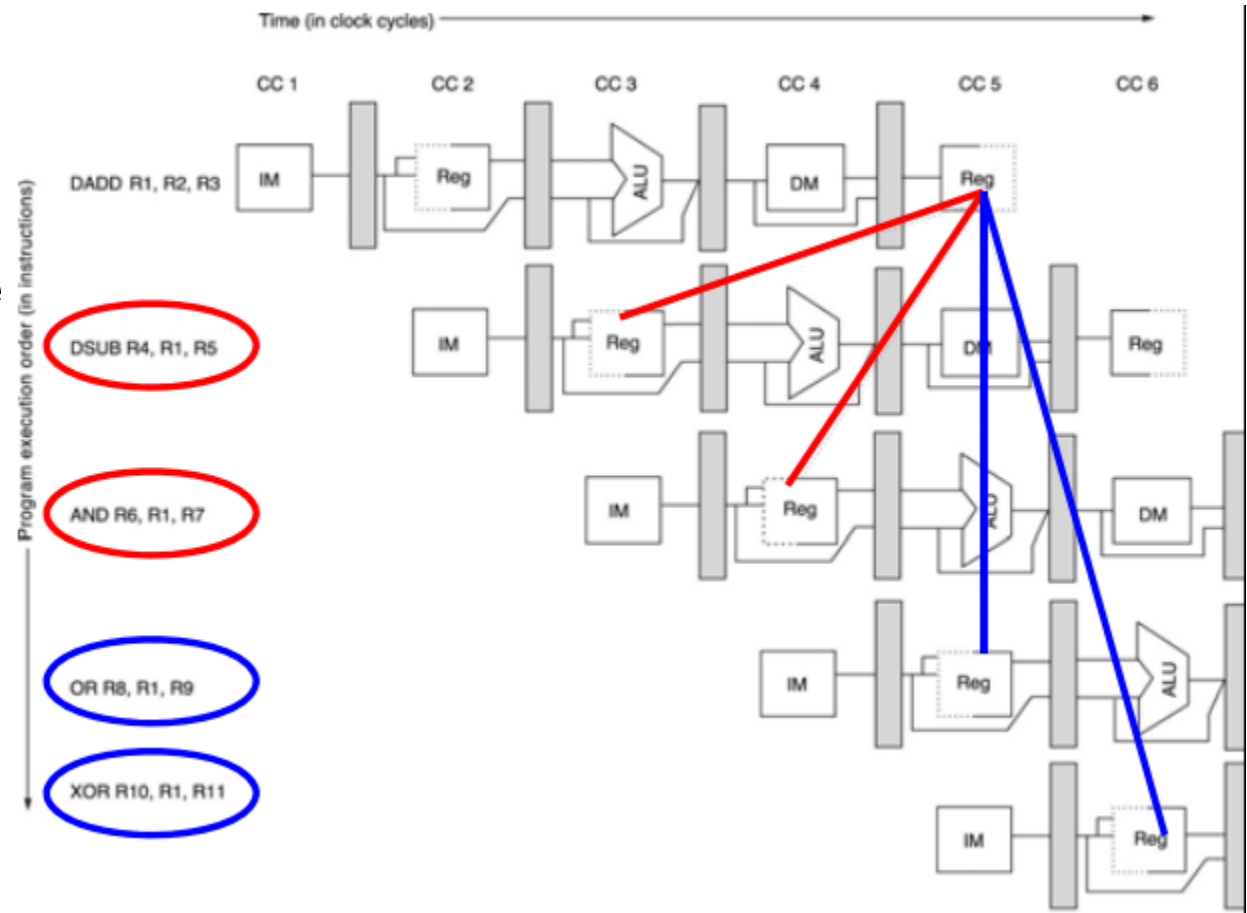 Time (in clock cycles)
CC 1 CC 2 CC 3 CC 4 CC 5 CC 6
Program execution order (in instructions)
DADD R1, R2, R3 IM Reg ALU DM Reg
e
DSUB R4, R1, R5 IM Reg ALU DM Reg
AND R6, R1, R7 IM Reg ALU DM
OR R8, R1, R9 IM Reg ALU
XOR R10, R1, R11 IM Reg